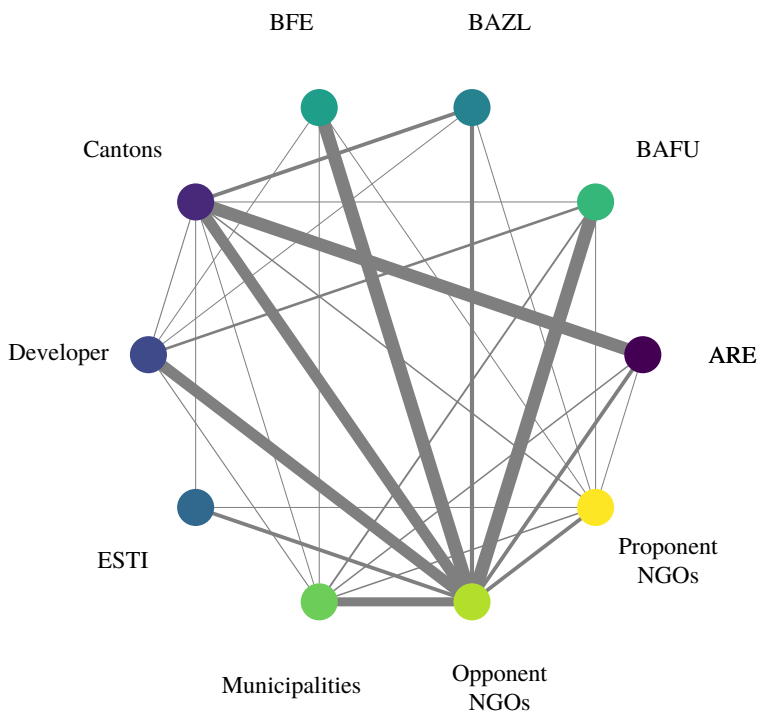 BFE
BAZL
Cantons
BAFU
Developer
ARE
ESTI
Proponent
NGOs
Municipalities
Opponent
NGOs